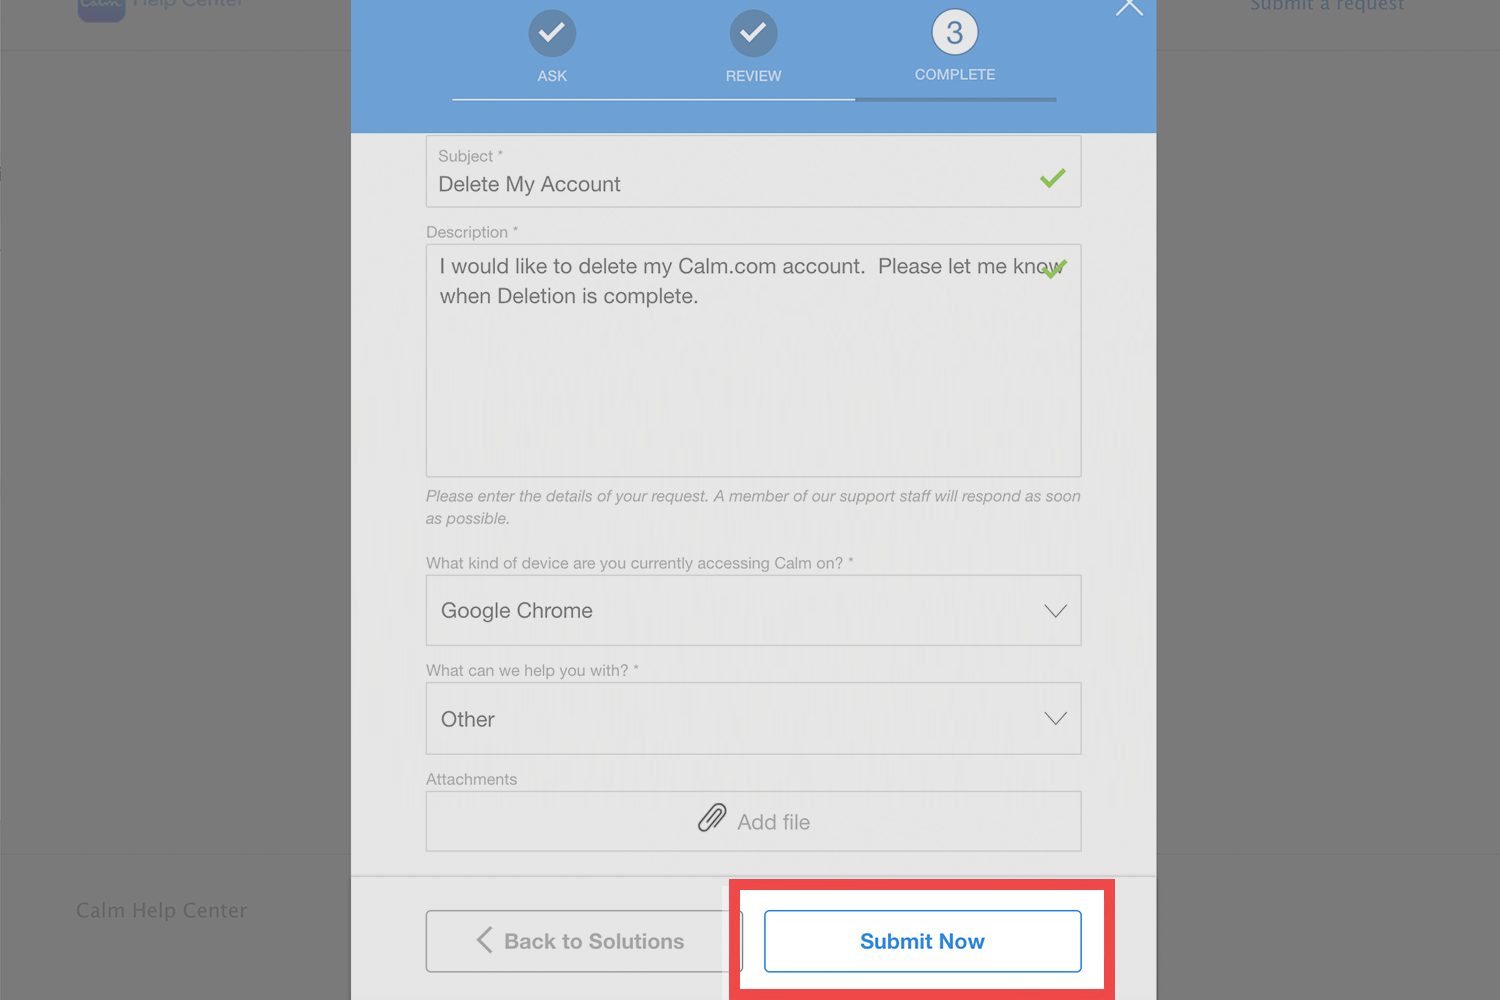 Calm Help Center
Submit a request
3
ASK
REVIEW
COMPLETE
Subject *
Delete My Account
Description *
I would like to delete my Calm.com account.  Please let me know
when Deletion is complete.
Please enter the details of your request. A member of our support staff will respond as soon
as possible.
What kind of device are you currently accessing Calm on? *
Google Chrome
What can we help you with? *
Other
Attachments
Add file
Calm Help Center
Back to Solutions
Submit Now